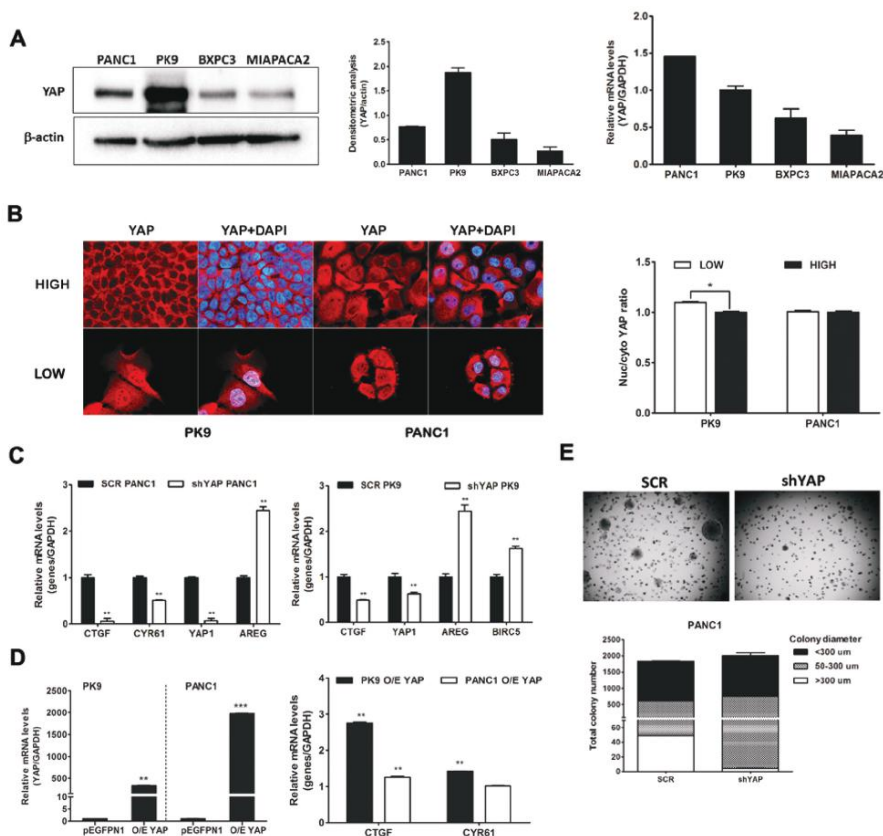 A
PANC1 PK9 BXPC3 MIAPACA2
YAP
β-actin
Densitometric analysis
(YAP/actin)
2.5
2.0
1.5
1.0
0.5
0.0
PANC1 PK9 BXPC3 MIAPACA2
Relative mRNA levels
(YAP/GAPDH)
2.0
1.5
1.0
0.5
0.0
PANC1 PK9 BXPC3 MIAPACA2
B
YAP YAP+DAPI YAP YAP+DAPI
HIGH
LOW
PK9 PANC1
LOW HIGH
Nuc/cyto YAP ratio
1.5
1.0
0.5
0.0
*
PK9 PANC1
C
SCR PANC1 shYAP PANC1
Relative mRNA levels
(genes/GAPDH)
3
2
1
0
** ** ** **
CTGF CYR61 YAP1 AREG
SCR PK9 shYAP PK9
Relative mRNA levels
(genes/GAPDH)
3
2
1
0
** ** ** **
CTGF YAP1 AREG BIRC5
D
PK9 PANC1
Relative mRNA levels
(YAP/GAPDH)
2500
2000
1500
1000
500
10
5
0
** ***
pEGFPN1 O/E YAP pEGFPN1 O/E YAP
PK9 O/E YAP PANC1 O/E YAP
Relative mRNA levels
(genes/GAPDH)
4
3
2
1
0
** ** **
CTGF CYR61
E
SCR shYAP
PANC1
Colony diameter
<300 um
50-300 um
>300 um
Total colony number
2500
2000
1500
1000
500
60
40
20
0
SCR shYAP